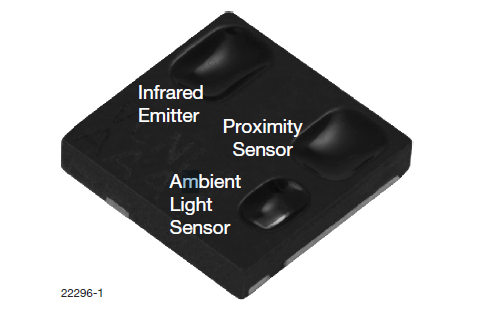 Infrared
Emitter
Proximity
Sensor
Ambient
Light
Sensor
22296-1